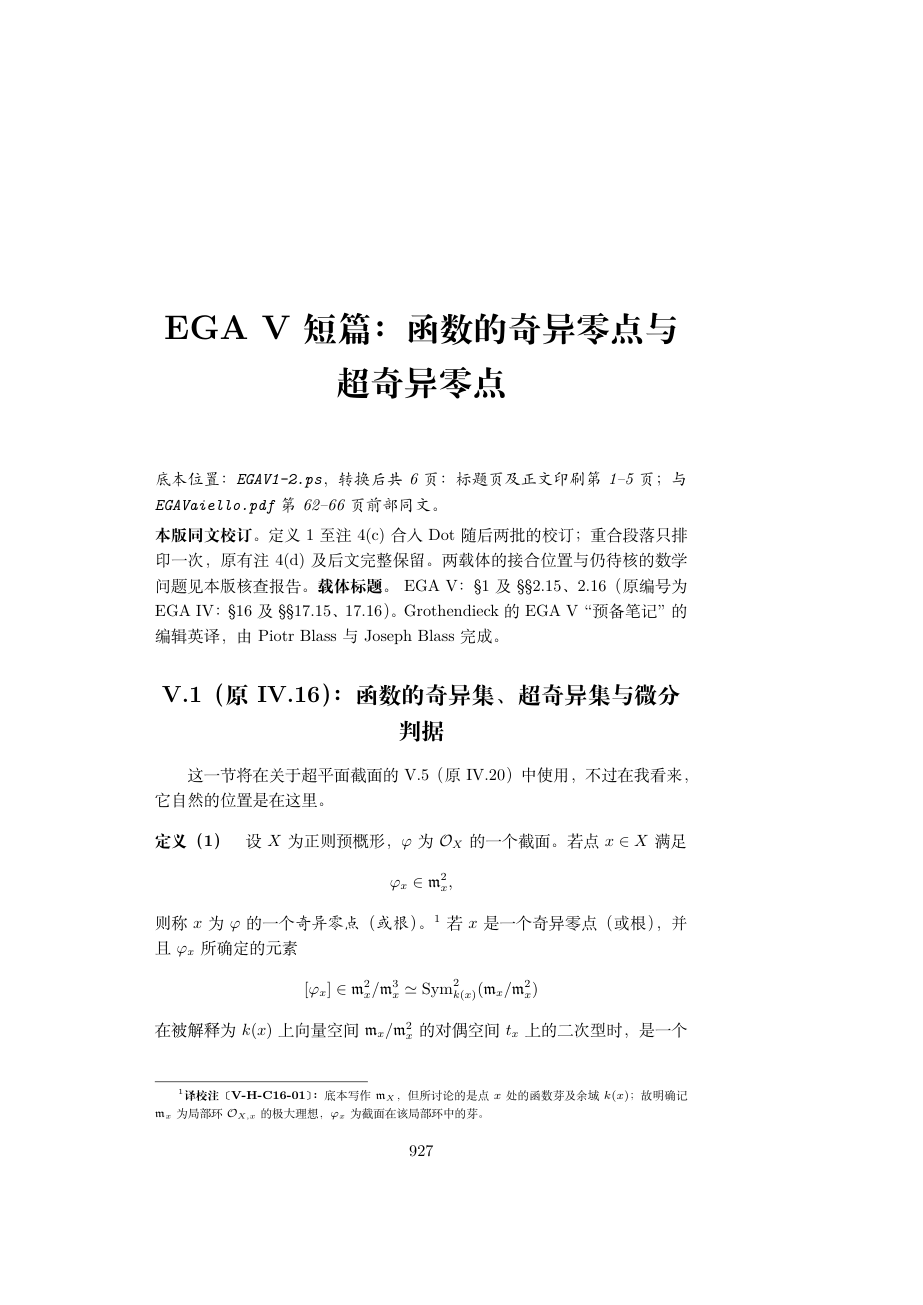 EGA V 短篇：函数的奇异零点与
超奇异零点
底本位置：EGAV1-2.ps，转换后共 6 页：标题页及正文印刷第 1–5 页；与
EGAVaiello.pdf 第 62–66 页前部同文。
本版同文校订。定义 1 至注 4(c) 合入 Dot 随后两批的校订；重合段落只排
印一次，原有注 4(d) 及后文完整保留。两载体的接合位置与仍待核的数学
问题见本版核查报告。载体标题。 EGA V：§1 及 §§2.15、2.16（原编号为
EGA IV：§16 及 §§17.15、17.16）。Grothendieck 的 EGA V “预备笔记” 的
编辑英译，由 Piotr Blass 与 Joseph Blass 完成。
V.1（原 IV.16）：函数的奇异集、超奇异集与微分
判据
这一节将在关于超平面截面的 V.5（原 IV.20）中使用，不过在我看来，
它自然的位置是在这里。
定义（1） 设 X 为正则预概形，φ 为 𝒪_X 的一个截面。若点 x ∈ X 满足
φ_x ∈ 𝔪_x^2,
则称 x 为 φ 的一个奇异零点（或根）。^1 若 x 是一个奇异零点（或根），并
且 φ_x 所确定的元素
[φ_x] ∈ 𝔪_x^2/𝔪_x^3 ≃ Sym^2_{k(x)}(𝔪_x/𝔪_x^2)
在被解释为 k(x) 上向量空间 𝔪_x/𝔪_x^2 的对偶空间 t_x 上的二次型时，是一个
^1译校注〔V-H-C16-01〕：底本写作 𝔪_X，但所讨论的是点 x 处的函数芽及余域 k(x)；故明确记
𝔪_x 为局部环 𝒪_{X,x} 的极大理想，φ_x 为截面在该局部环中的芽。
927